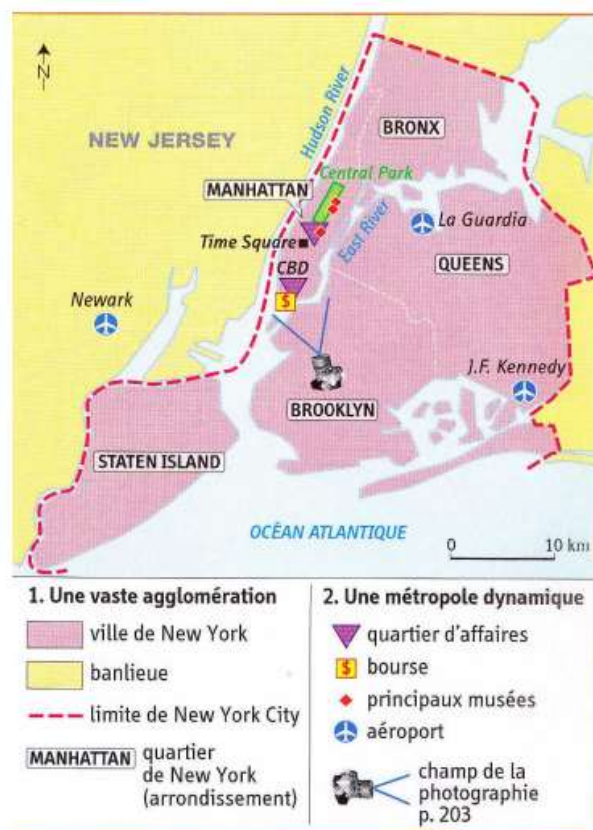 N
NEW JERSEY
Hudson River
BRONX
Central Park
MANHATTAN
East River
La Guardia
Time Square
QUEENS
CBD
Newark
$
J.F. Kennedy
BROOKLYN
STATEN ISLAND
OCÉAN ATLANTIQUE
0 10 km
1. Une vaste agglomération
ville de New York
banlieue
limite de New York City
MANHATTAN quartier
de New York
(arrondissement)
2. Une métropole dynamique
quartier d'affaires
$ bourse
principaux musées
aéroport
champ de la
photographie
p. 203